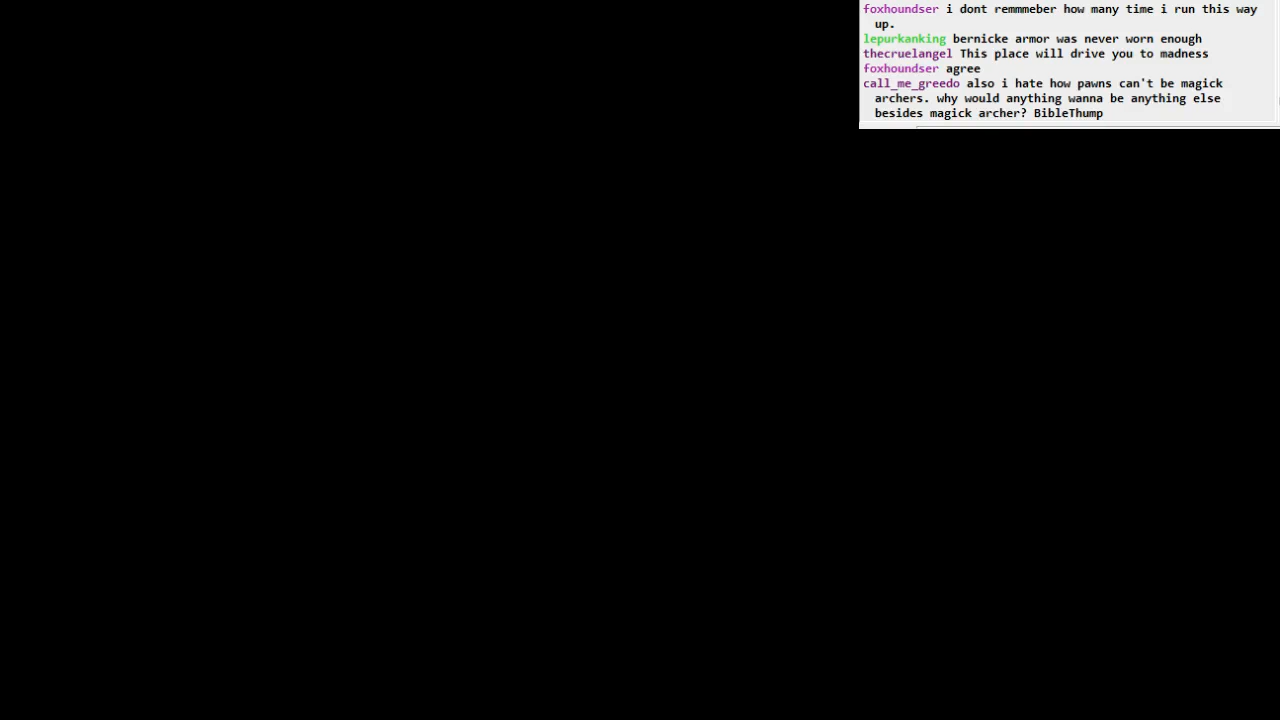 foxhoundser i dont remmmeber how many time i run this way
up.
lepurkanking bernicke armor was never worn enough
thecruelangel This place will drive you to madness
foxhoundser agree
call_me_greedo also i hate how pawns can't be magick
archers. why would anything wanna be anything else
besides magick archer? BibleThump